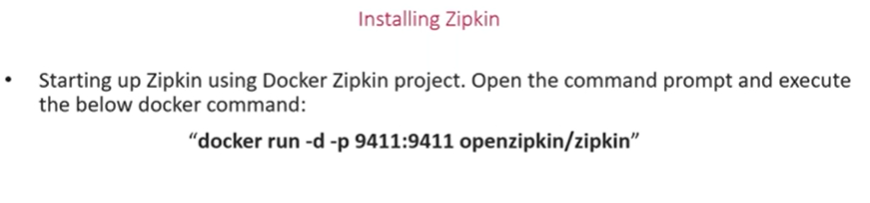 Installing Zipkin
• Starting up Zipkin using Docker Zipkin project. Open the command prompt and execute
the below docker command:
“docker run -d -p 9411:9411 openzipkin/zipkin”